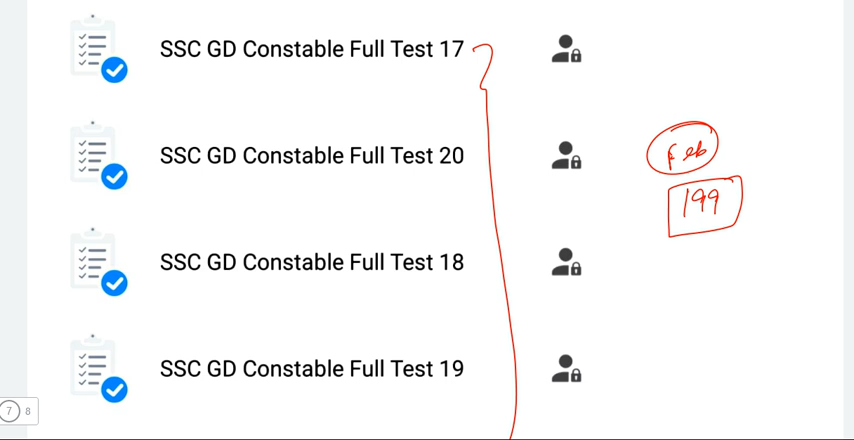 SSC GD Constable Full Test 17
SSC GD Constable Full Test 20
Feb
199
SSC GD Constable Full Test 18
SSC GD Constable Full Test 19
7 8